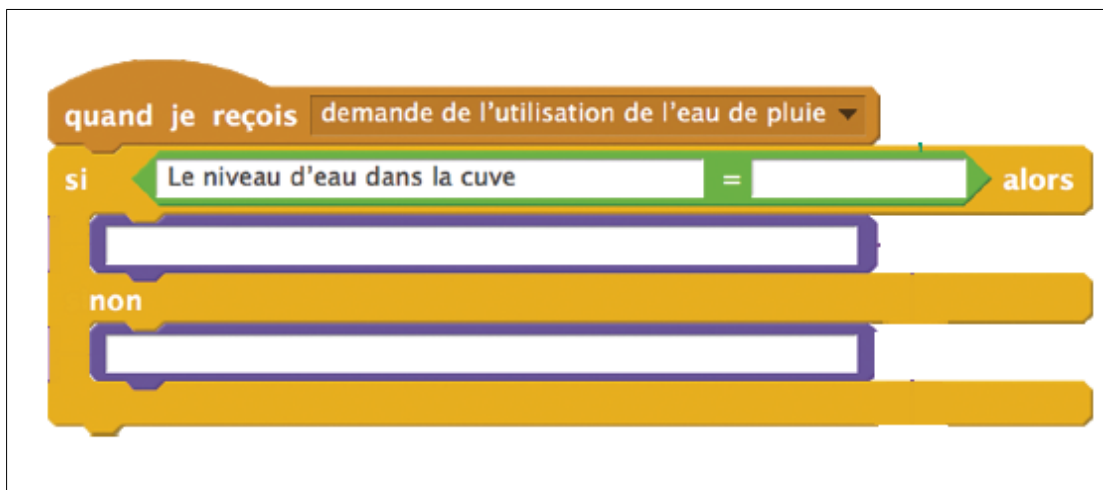 quand je reçois demande de l'utilisation de l'eau de pluie
si Le niveau d'eau dans la cuve = alors
non